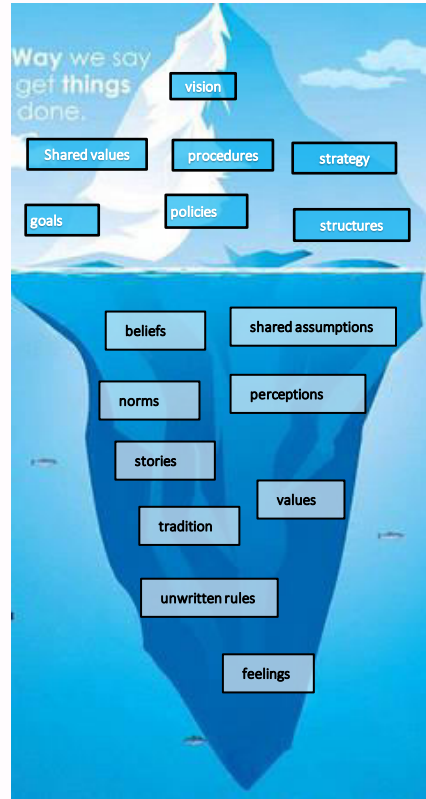 Way we say
get things
done.
vision
Shared values
procedures
strategy
goals
policies
structures
beliefs
shared assumptions
norms
perceptions
stories
values
tradition
unwritten rules
feelings